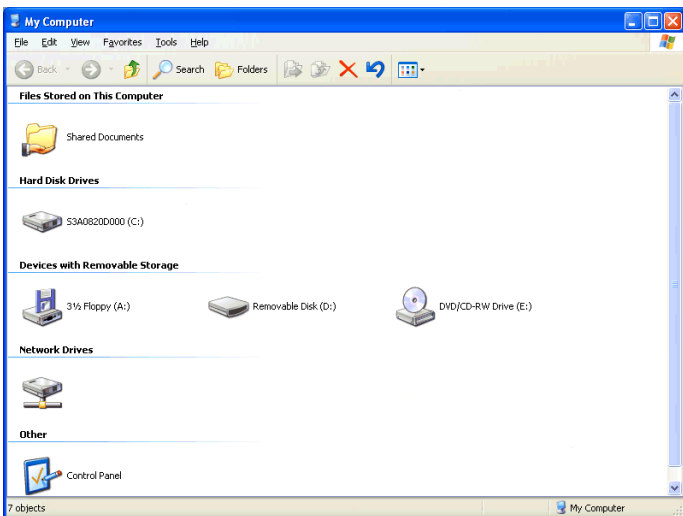 My Computer
File Edit View Favorites Tools Help
Back Search Folders
Files Stored on This Computer
Shared Documents
Hard Disk Drives
S3A0820D000 (C:)
Devices with Removable Storage
3½ Floppy (A:) Removable Disk (D:) DVD/CD-RW Drive (E:)
Network Drives
Other
Control Panel
7 objects My Computer